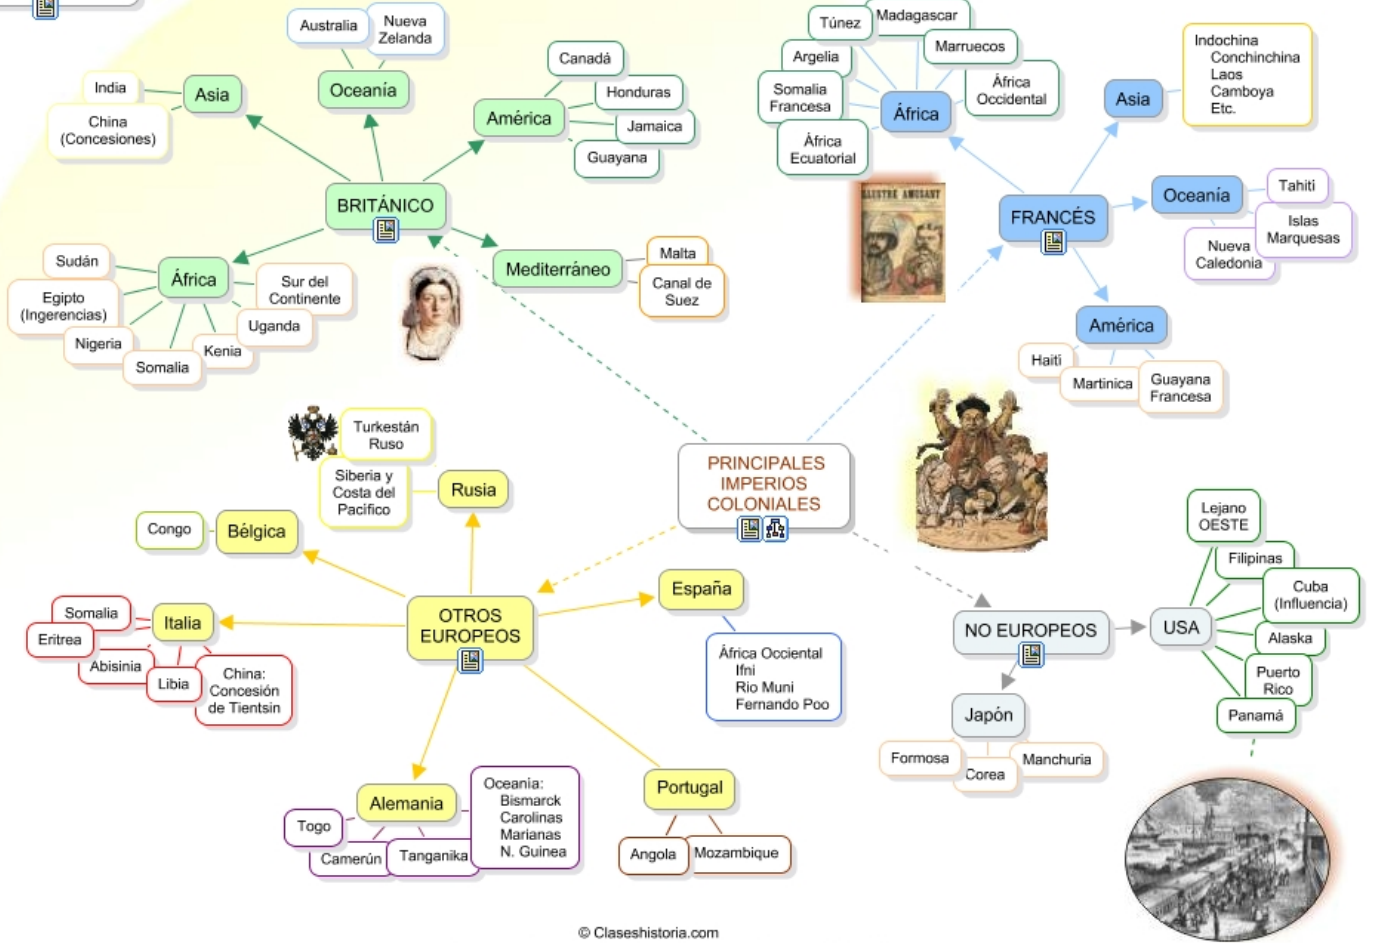 Australia
Nueva
Zelanda
Oceanía
India
China
(Concesiones)
Asia
Canadá
Honduras
Jamaica
Guayana
América
BRITÁNICO
Mediterráneo
Malta
Canal de
Suez
África
Sudán
Egipto
(Ingerencias)
Nigeria
Somalia
Kenia
Uganda
Sur del
Continente
Túnez
Madagascar
Marruecos
Argelia
África
Occidental
Somalia
Francesa
África
Ecuatorial
África
Asia
Indochina
Conchinchina
Laos
Camboya
Etc.
ILLUSTRE AMUSANT
FRANCÉS
Oceanía
Tahití
Islas
Marquesas
Nueva
Caledonia
América
Haití
Martinica
Guayana
Francesa
PRINCIPALES
IMPERIOS
COLONIALES
Turkestán
Ruso
Siberia y
Costa del
Pacífico
Rusia
Congo
Bélgica
OTROS
EUROPEOS
Italia
Somalia
Eritrea
Abisinia
Libia
China:
Concesión
de Tientsin
España
África Occiental
Ifni
Rio Muni
Fernando Poo
Alemania
Togo
Camerún
Tanganika
Oceanía:
Bismarck
Carolinas
Marianas
N. Guinea
Portugal
Angola
Mozambique
NO EUROPEOS
USA
Lejano
OESTE
Filipinas
Cuba
(Influencia)
Alaska
Puerto
Rico
Panamá
Japón
Formosa
Corea
Manchuria
© Claseshistoria.com